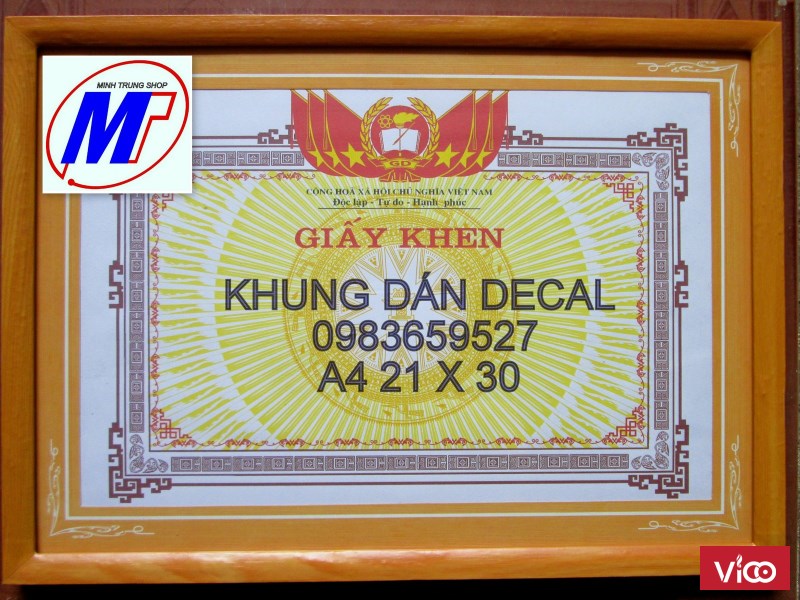 MINH TRUNG SHOP
MT
GD
CỘNG HOÀ XÃ HỘI CHỦ NGHĨA VIỆT NAM
Độc lập - Tự do - Hạnh phúc
GIẤY KHEN
KHUNG DÁN DECAL
0983659527
A4 21 X 30
ViCO